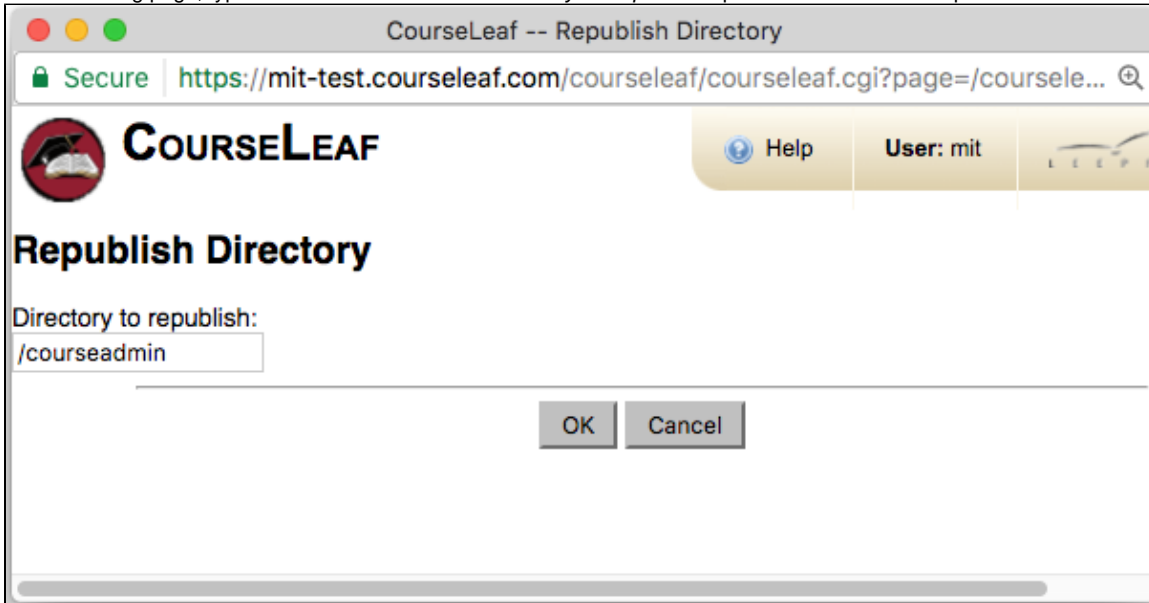 CourseLeaf -- Republish Directory
Secure https://mit-test.courseleaf.com/courseleaf/courseleaf.cgi?page=/coursele...
COURSELEAF
Help User: mit
Republish Directory
Directory to republish:
/courseadmin
OK Cancel